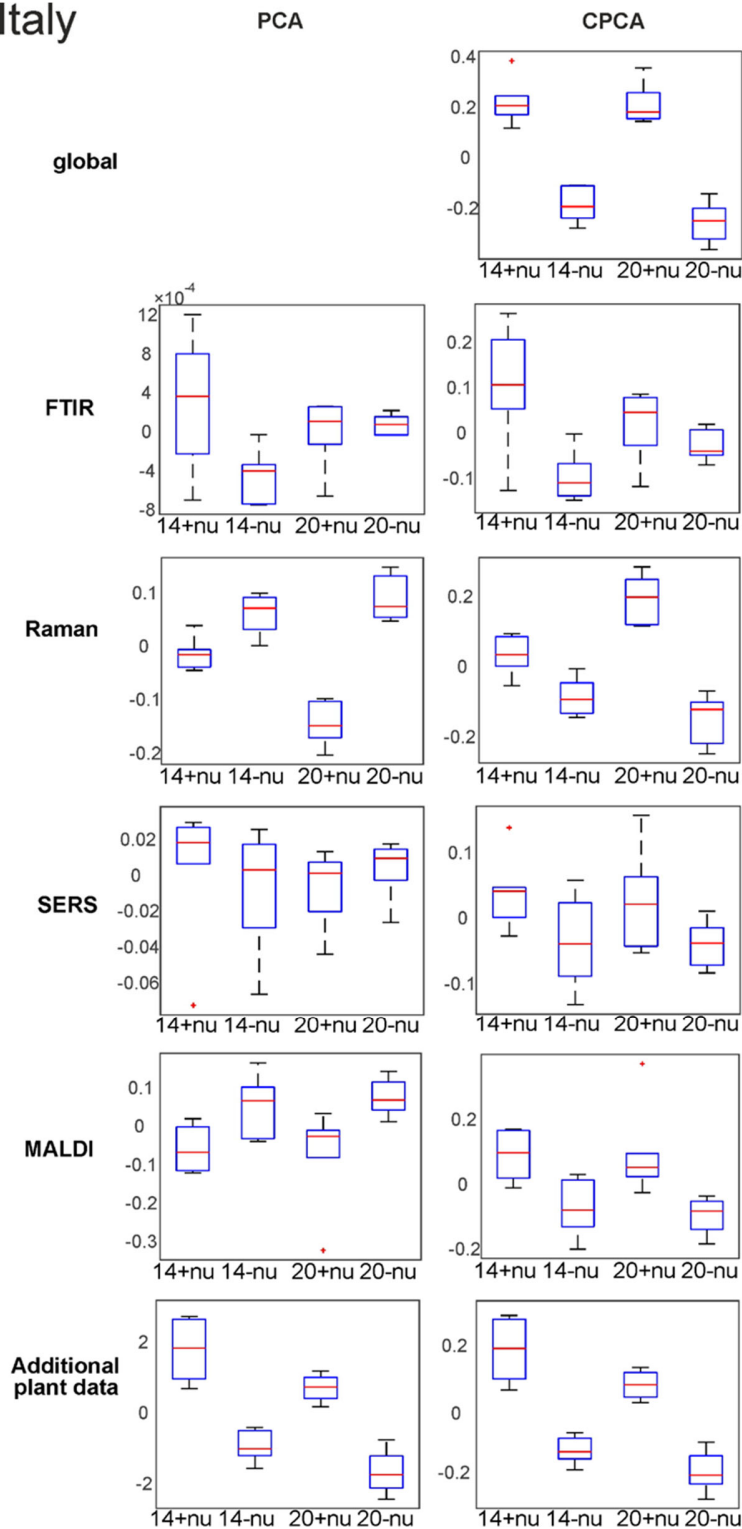 Italy
PCA
CPCA
global
0.4
0.2
0
-0.2
14+nu 14-nu 20+nu 20-nu
FTIR
×10⁻⁴
12
8
4
0
-4
-8
14+nu 14-nu 20+nu 20-nu
0.2
0.1
0
-0.1
14+nu 14-nu 20+nu 20-nu
Raman
0.1
0
-0.1
-0.2
14+nu 14-nu 20+nu 20-nu
0.2
0
-0.2
14+nu 14-nu 20+nu 20-nu
SERS
0.02
0
-0.02
-0.04
-0.06
14+nu 14-nu 20+nu 20-nu
0.1
0
-0.1
14+nu 14-nu 20+nu 20-nu
MALDI
0.1
0
-0.1
-0.2
-0.3
14+nu 14-nu 20+nu 20-nu
0.2
0
-0.2
14+nu 14-nu 20+nu 20-nu
Additional
plant data
2
0
-2
14+nu 14-nu 20+nu 20-nu
0.2
0
-0.2
14+nu 14-nu 20+nu 20-nu